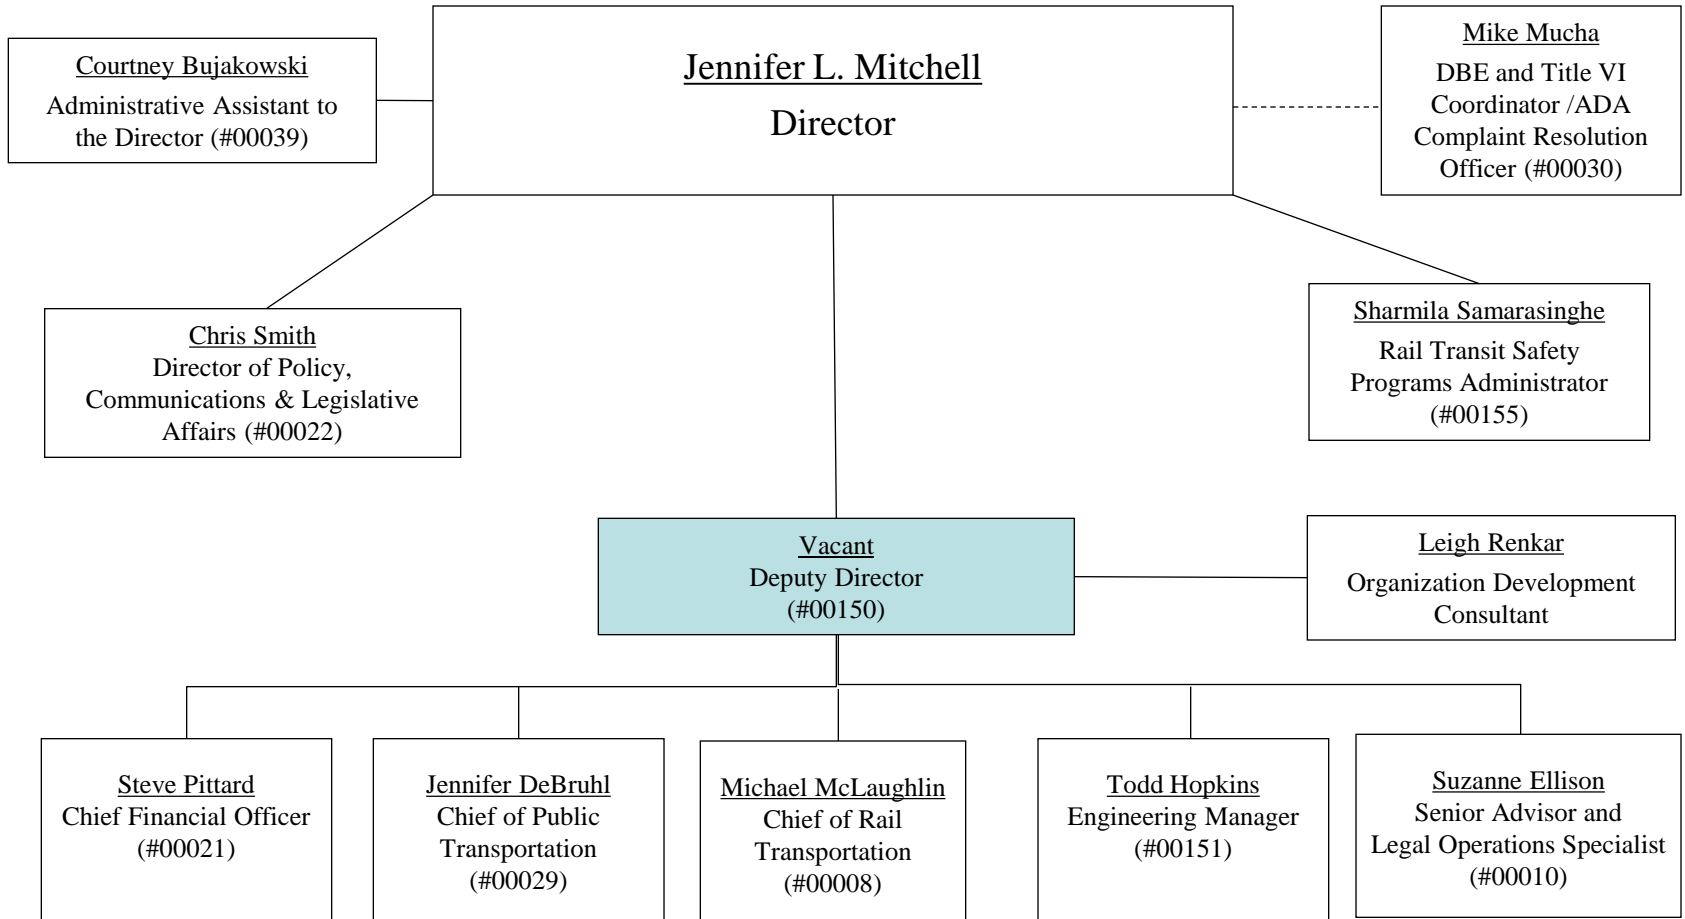 Jennifer L. Mitchell
Director
Courtney Bujakowski
Administrative Assistant to
the Director (#00039)
Mike Mucha
DBE and Title VI
Coordinator /ADA
Complaint Resolution
Officer (#00030)
Chris Smith
Director of Policy,
Communications & Legislative
Affairs (#00022)
Sharmila Samarasinghe
Rail Transit Safety
Programs Administrator
(#00155)
Vacant
Deputy Director
(#00150)
Leigh Renkar
Organization Development
Consultant
Steve Pittard
Chief Financial Officer
(#00021)
Jennifer DeBruhl
Chief of Public
Transportation
(#00029)
Michael McLaughlin
Chief of Rail
Transportation
(#00008)
Todd Hopkins
Engineering Manager
(#00151)
Suzanne Ellison
Senior Advisor and
Legal Operations Specialist
(#00010)